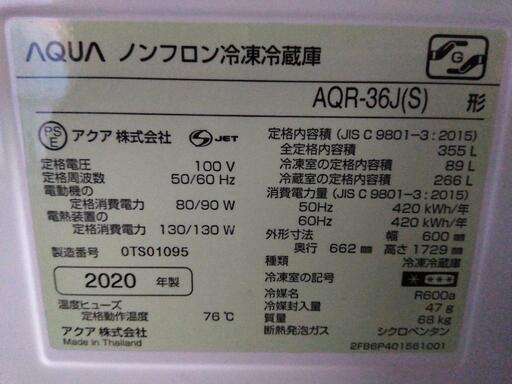 AQUA ノンフロン冷凍冷蔵庫
G
AQR-36J(S) 形
PS E アクア 株式会社 S JET
定格電圧 100 V
定格周波数 50/60 Hz
電動機の
定格消費電力 80/90 W
電熱装置の
定格消費電力 130/130 W
製造番号 0TS01095
2020 年製
温度ヒューズ
定格動作温度 76℃
アクア 株式会社
Made in Thailand
定格内容積 (JIS C 9801-3 : 2015)
全定格内容積 355 L
冷凍室の定格内容積 89 L
冷蔵室の定格内容積 266 L
消費電力量 (JIS C 9801-3 : 2015)
50Hz 420 kWh/年
60Hz 420 kWh/年
外形寸法 幅 600 ㎜
奥行 662 ㎜ 高さ 1729 ㎜
種類 冷凍冷蔵庫
冷凍室の記号
冷媒名 R600a
冷媒封入量 47 g
質量 68 kg
断熱発泡ガス シクロペンタン
2FB6P401561001